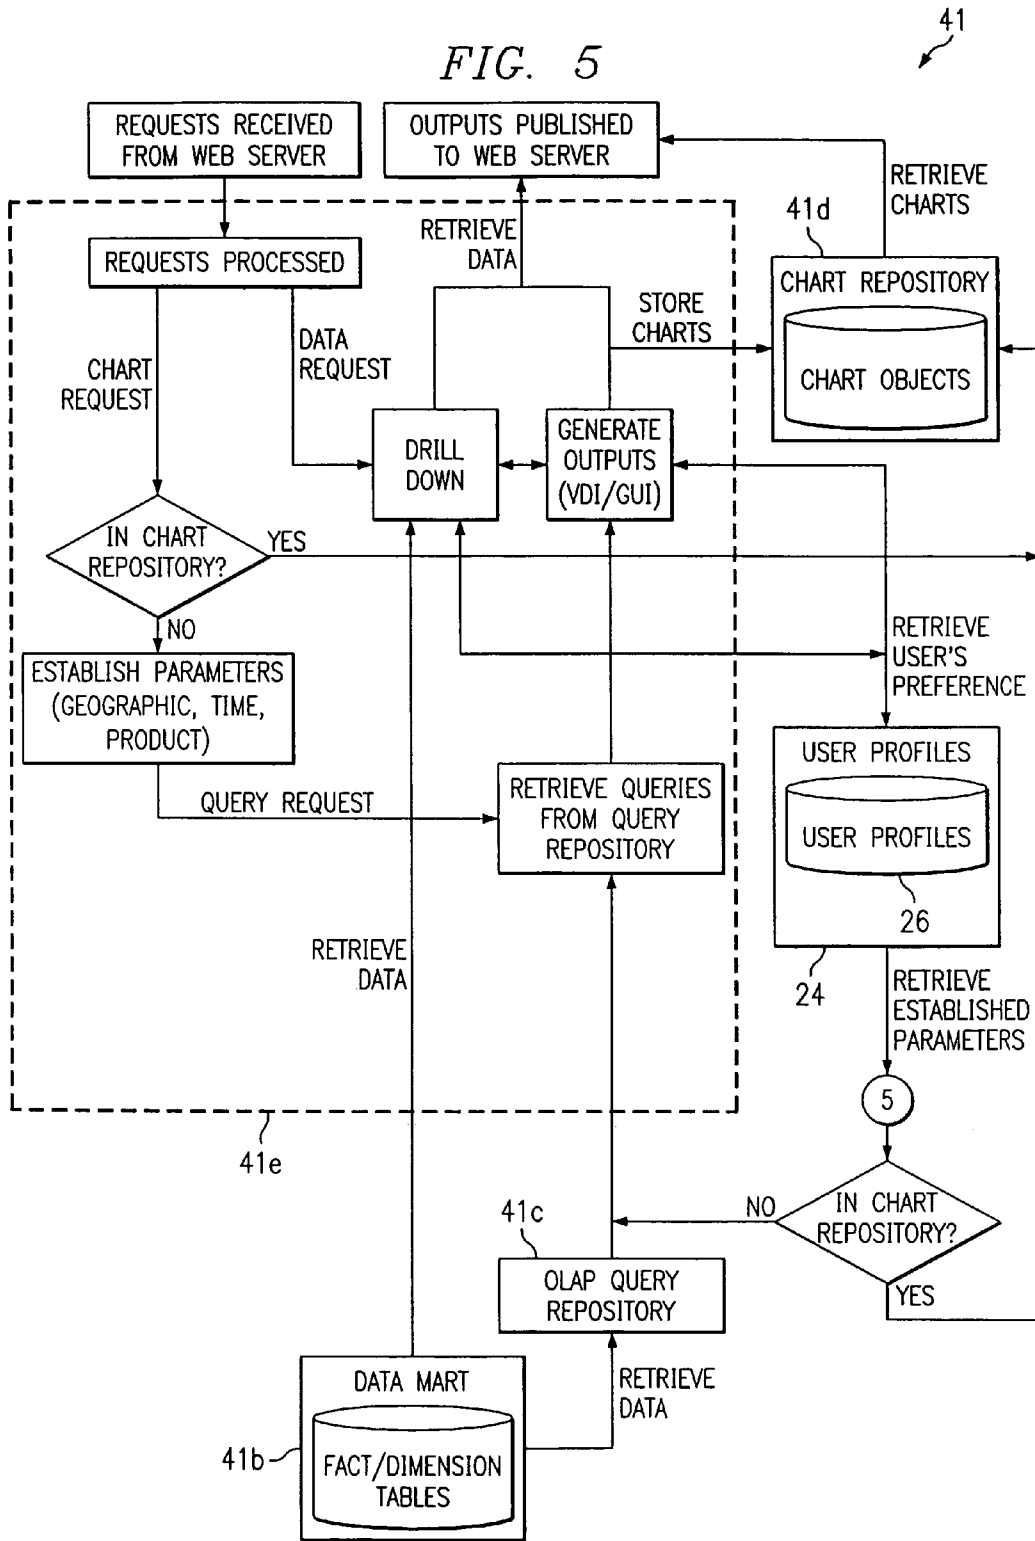 41
FIG. 5
REQUESTS RECEIVED
FROM WEB SERVER
OUTPUTS PUBLISHED
TO WEB SERVER
RETRIEVE
CHARTS
41d
RETRIEVE
DATA
REQUESTS PROCESSED
CHART REPOSITORY
CHART OBJECTS
STORE
CHARTS
DATA
REQUEST
CHART
REQUEST
DRILL
DOWN
GENERATE
OUTPUTS
(VDI/GUI)
IN CHART
REPOSITORY?
YES
NO
RETRIEVE
USER'S
PREFERENCE
ESTABLISH PARAMETERS
(GEOGRAPHIC, TIME,
PRODUCT)
USER PROFILES
USER PROFILES
26
24
QUERY REQUEST
RETRIEVE QUERIES
FROM QUERY
REPOSITORY
RETRIEVE
DATA
RETRIEVE
ESTABLISHED
PARAMETERS
5
41e
IN CHART
REPOSITORY?
NO
YES
41c
OLAP QUERY
REPOSITORY
RETRIEVE
DATA
DATA MART
41b
FACT/DIMENSION
TABLES